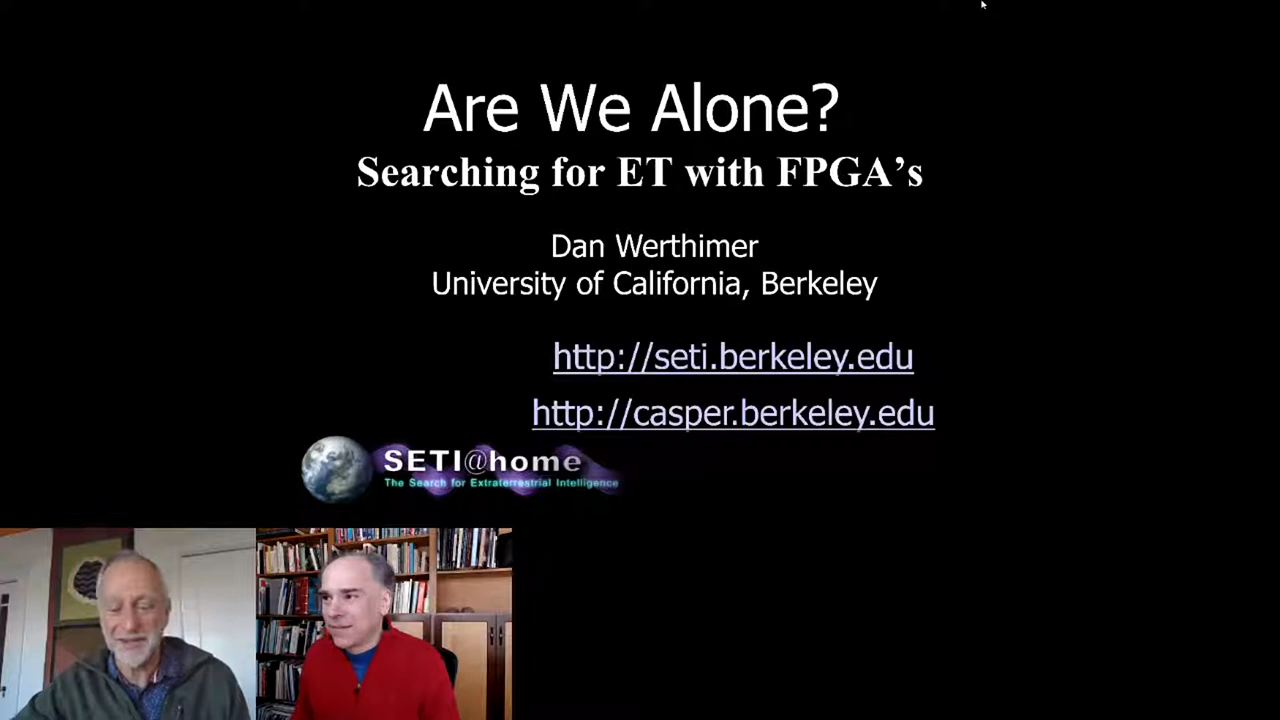 Are We Alone?
Searching for ET with FPGA’s
Dan Werthimer
University of California, Berkeley
http://seti.berkeley.edu
http://casper.berkeley.edu
SETI@home
The Search for Extraterrestrial Intelligence